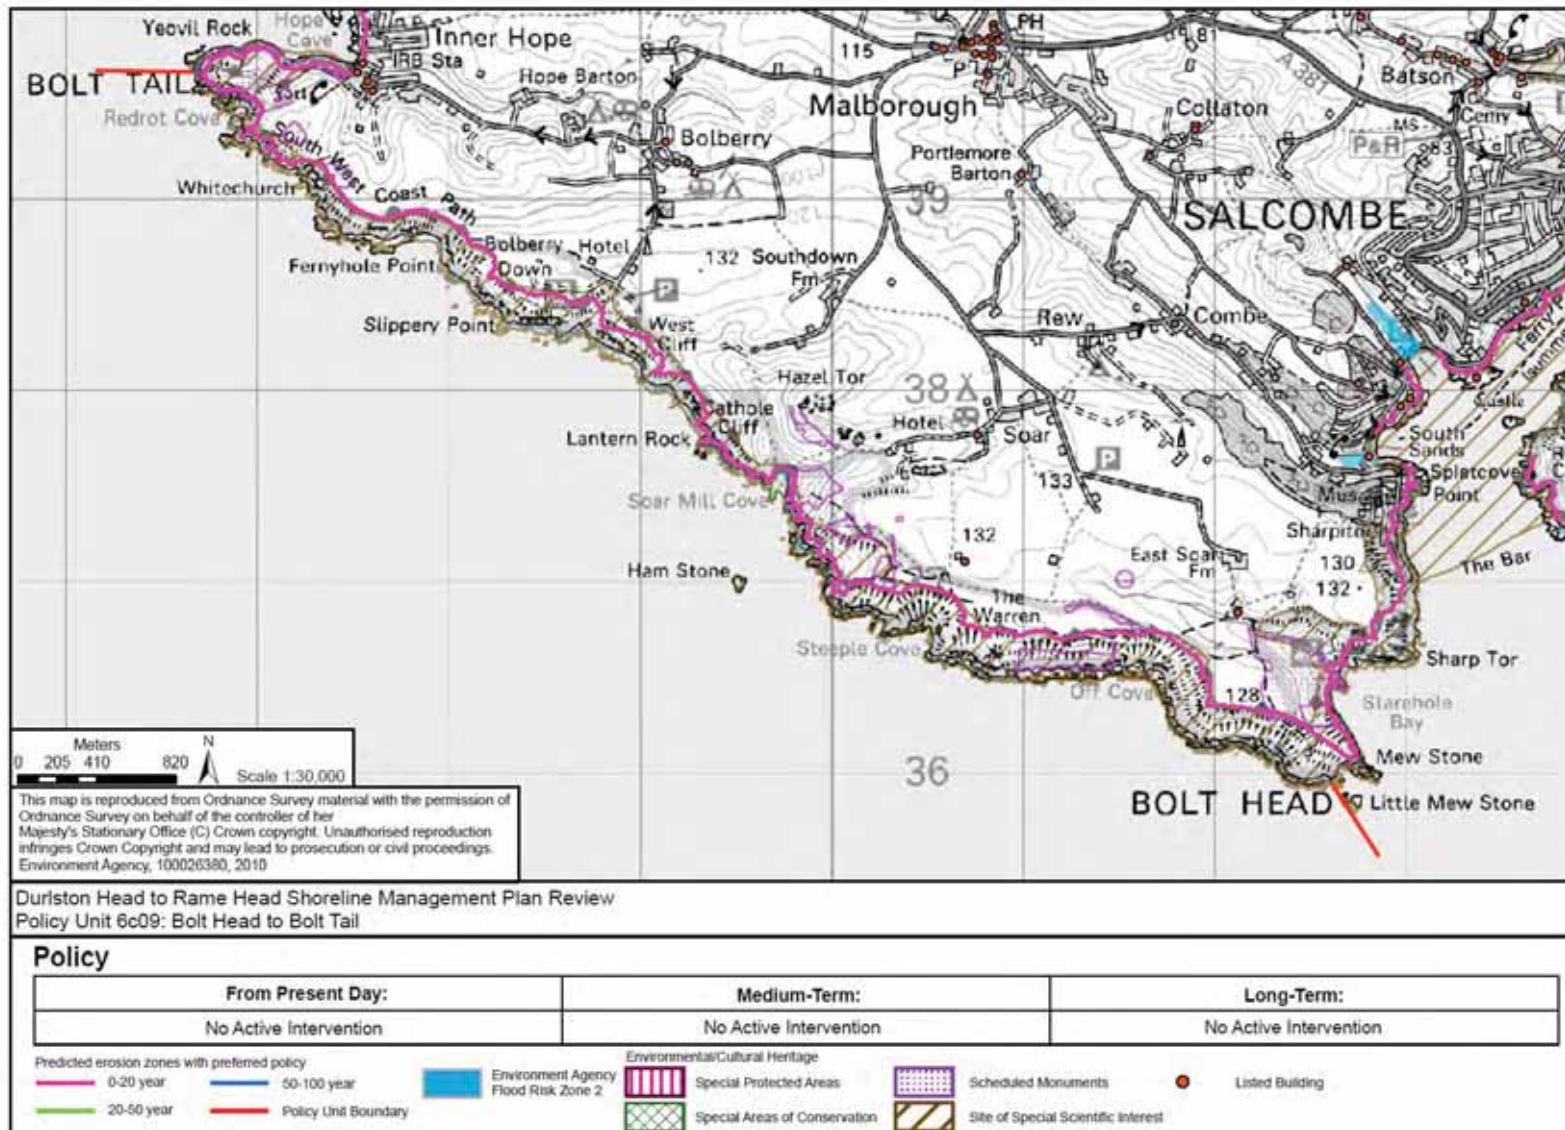 Yeovil Rock
Hope Cove
Inner Hope
IRB Sta
BOLT TAIL
Redrot Cove
Hope Barton
115
PH
Malborough
81
A 381
Batson
Collaton
MS
P&R
83
Bolberry
Portlemore
Barton
South West
Coast Path
Whitechurch
39
SALCOMBE
Fernyhole Point
Bolberry
Down
Hotel
132
Southdown
Fm
P
Slippery Point
West
Cliff
Rew
Combe
Ferry
Hazel Tor
38
Castle
Cliff
Hotel
Soar
South
Sands
Lantern Rock
P
133
Splatcove
Point
Soar Mill Cove
Sharpitor
132
East Soar
Fm
130
132
The Bar
Ham Stone
The
Warren
Steeple Cove
Sharp Tor
Off Cove
128
Starehole
Bay
Mew Stone
36
BOLT HEAD
Little Mew Stone
Meters
0 205 410 820
N
Scale 1:30,000
This map is reproduced from Ordnance Survey material with the permission of
Ordnance Survey on behalf of the controller of her
Majesty's Stationary Office (C) Crown copyright. Unauthorised reproduction
infringes Crown Copyright and may lead to prosecution or civil proceedings.
Environment Agency, 100026380, 2010
Durlston Head to Rame Head Shoreline Management Plan Review
Policy Unit 6c09: Bolt Head to Bolt Tail
Policy
From Present Day: Medium-Term: Long-Term:
No Active Intervention No Active Intervention No Active Intervention
Predicted erosion zones with preferred policy
0-20 year
50-100 year
20-50 year
Policy Unit Boundary
Environment Agency
Flood Risk Zone 2
Environmental/Cultural Heritage
Special Protected Areas
Scheduled Monuments
Listed Building
Special Areas of Conservation
Site of Special Scientific Interest